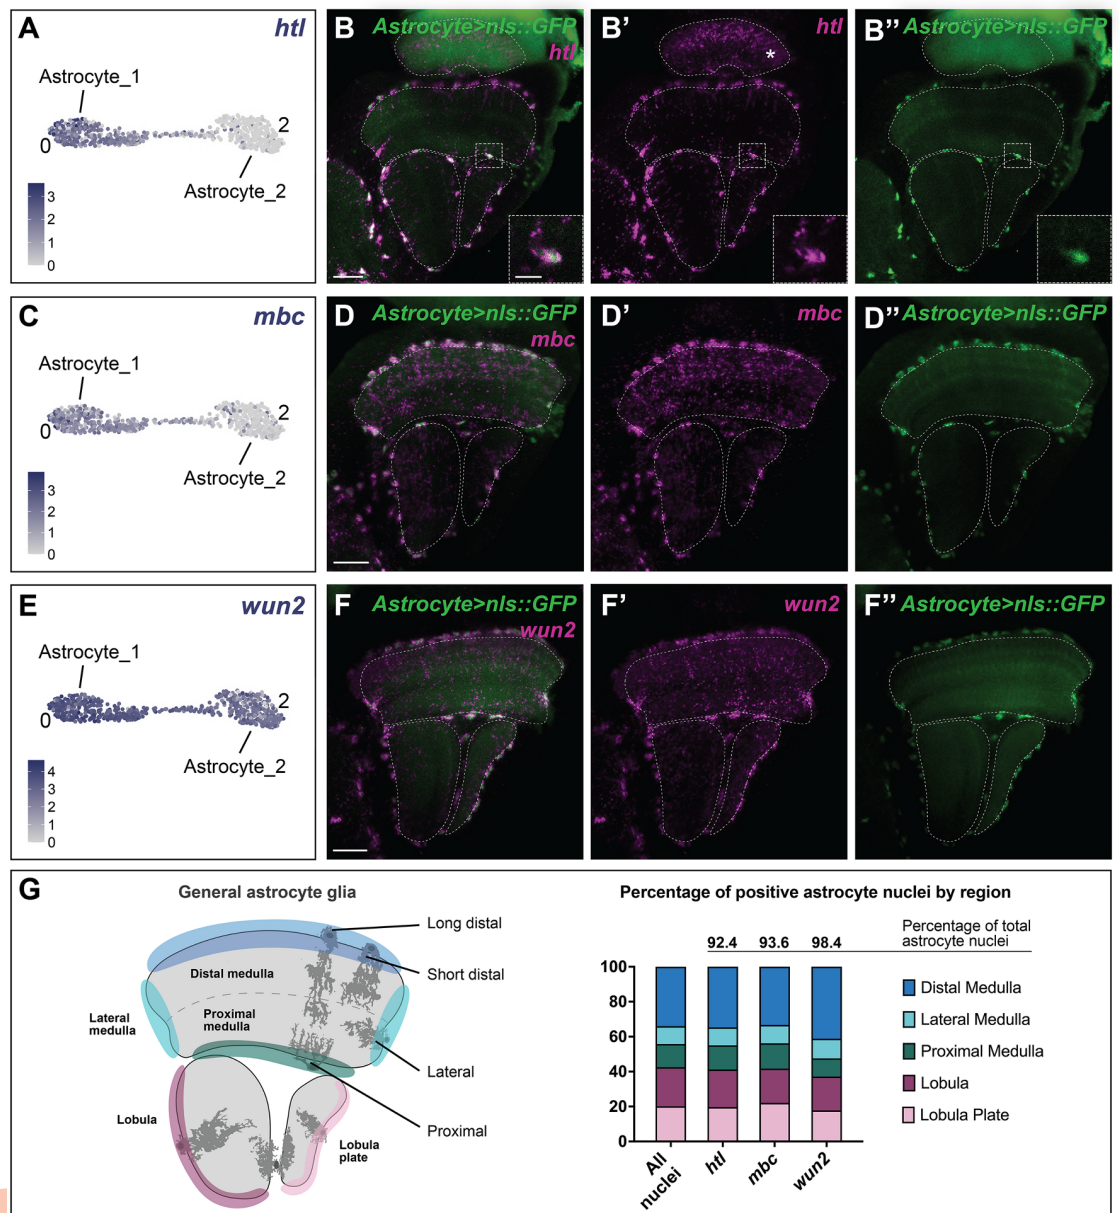 A
htl
Astrocyte_1
0
2
Astrocyte_2
3
2
1
0
B
Astrocyte>nls::GFP
htl
B'
htl
*
B"
Astrocyte>nls::GFP
C
mbc
Astrocyte_1
0
2
Astrocyte_2
3
2
1
0
D
Astrocyte>nls::GFP
mbc
D'
mbc
D"
Astrocyte>nls::GFP
E
wun2
Astrocyte_1
0
2
Astrocyte_2
4
3
2
1
0
F
Astrocyte>nls::GFP
wun2
F'
wun2
F"
Astrocyte>nls::GFP
G
General astrocyte glia
Long distal
Short distal
Distal medulla
Proximal
medulla
Lateral
medulla
Lateral
Proximal
Lobula
Lobula
plate
Percentage of positive astrocyte nuclei by region
Percentage of total
astrocyte nuclei
92.4 93.6 98.4
100
80
60
40
20
0
All
nuclei
htl
mbc
wun2
Distal Medulla
Lateral Medulla
Proximal Medulla
Lobula
Lobula Plate